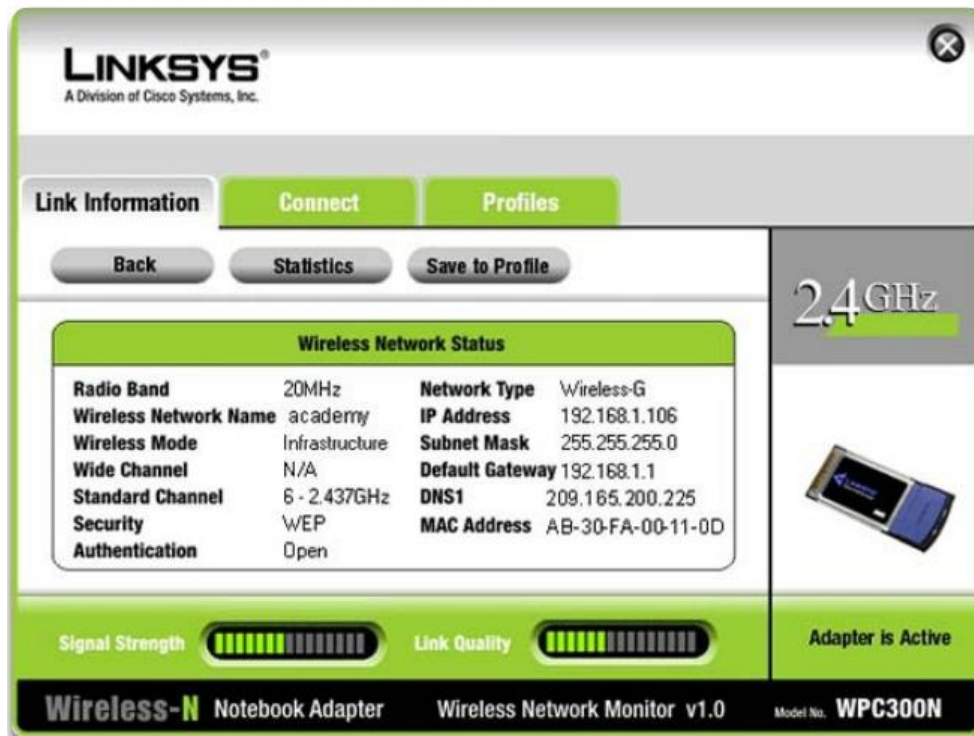 LINKSYS®
A Division of Cisco Systems, Inc.
Link Information Connect Profiles
Back Statistics Save to Profile
2.4GHz
Wireless Network Status
Radio Band 20MHz Network Type Wireless-G
Wireless Network Name academy IP Address 192.168.1.106
Wireless Mode Infrastructure Subnet Mask 255.255.255.0
Wide Channel N/A Default Gateway 192.168.1.1
Standard Channel 6 - 2.437GHz DNS1 209.165.200.225
Security WEP MAC Address AB-30-FA-00-11-0D
Authentication Open
Signal Strength Link Quality Adapter is Active
Wireless-N Notebook Adapter Wireless Network Monitor v1.0 Model No. WPC300N